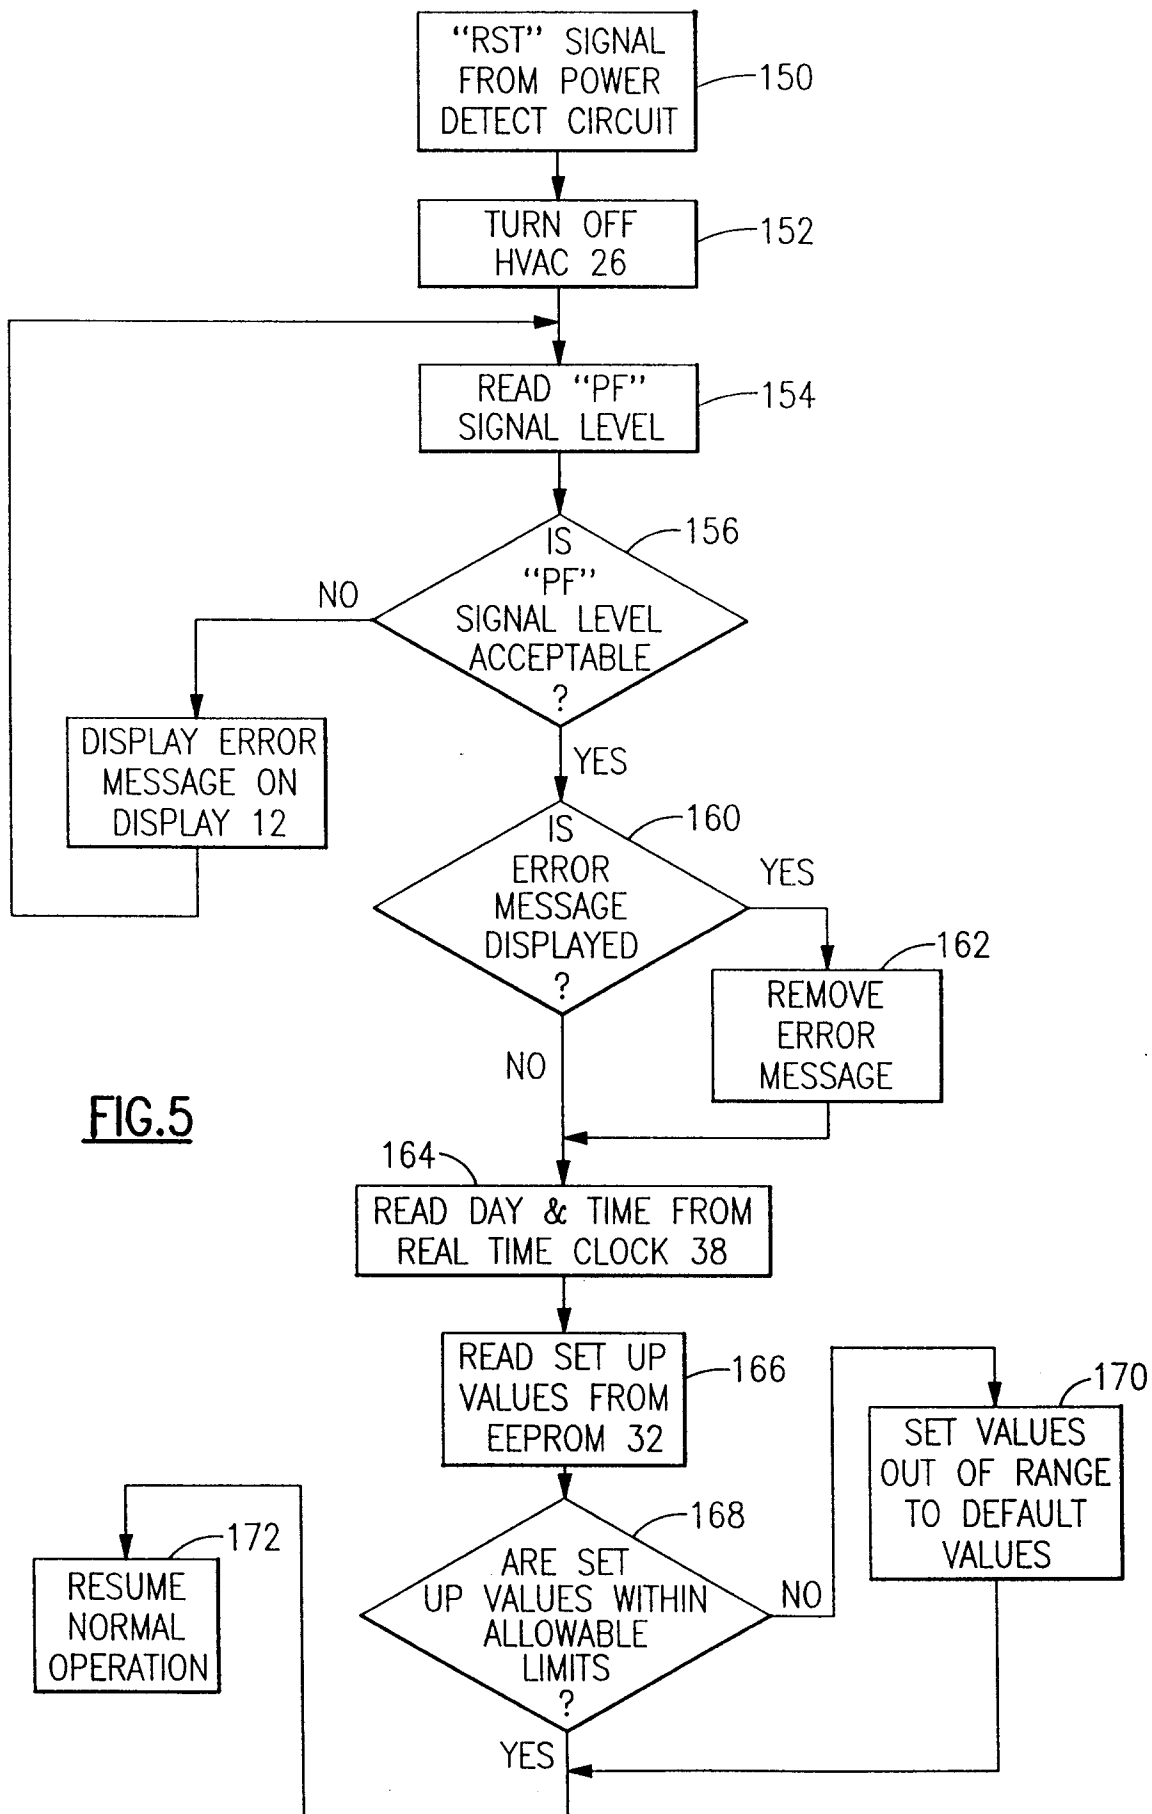 “RST” SIGNAL
FROM POWER
DETECT CIRCUIT
150
TURN OFF
HVAC 26
152
READ “PF”
SIGNAL LEVEL
154
IS
“PF”
SIGNAL LEVEL
ACCEPTABLE
?
156
NO
YES
DISPLAY ERROR
MESSAGE ON
DISPLAY 12
IS
ERROR
MESSAGE
DISPLAYED
?
160
YES
NO
REMOVE
ERROR
MESSAGE
162
FIG.5
164
READ DAY & TIME FROM
REAL TIME CLOCK 38
READ SET UP
VALUES FROM
EEPROM 32
166
ARE SET
UP VALUES WITHIN
ALLOWABLE
LIMITS
?
168
NO
YES
SET VALUES
OUT OF RANGE
TO DEFAULT
VALUES
170
RESUME
NORMAL
OPERATION
172